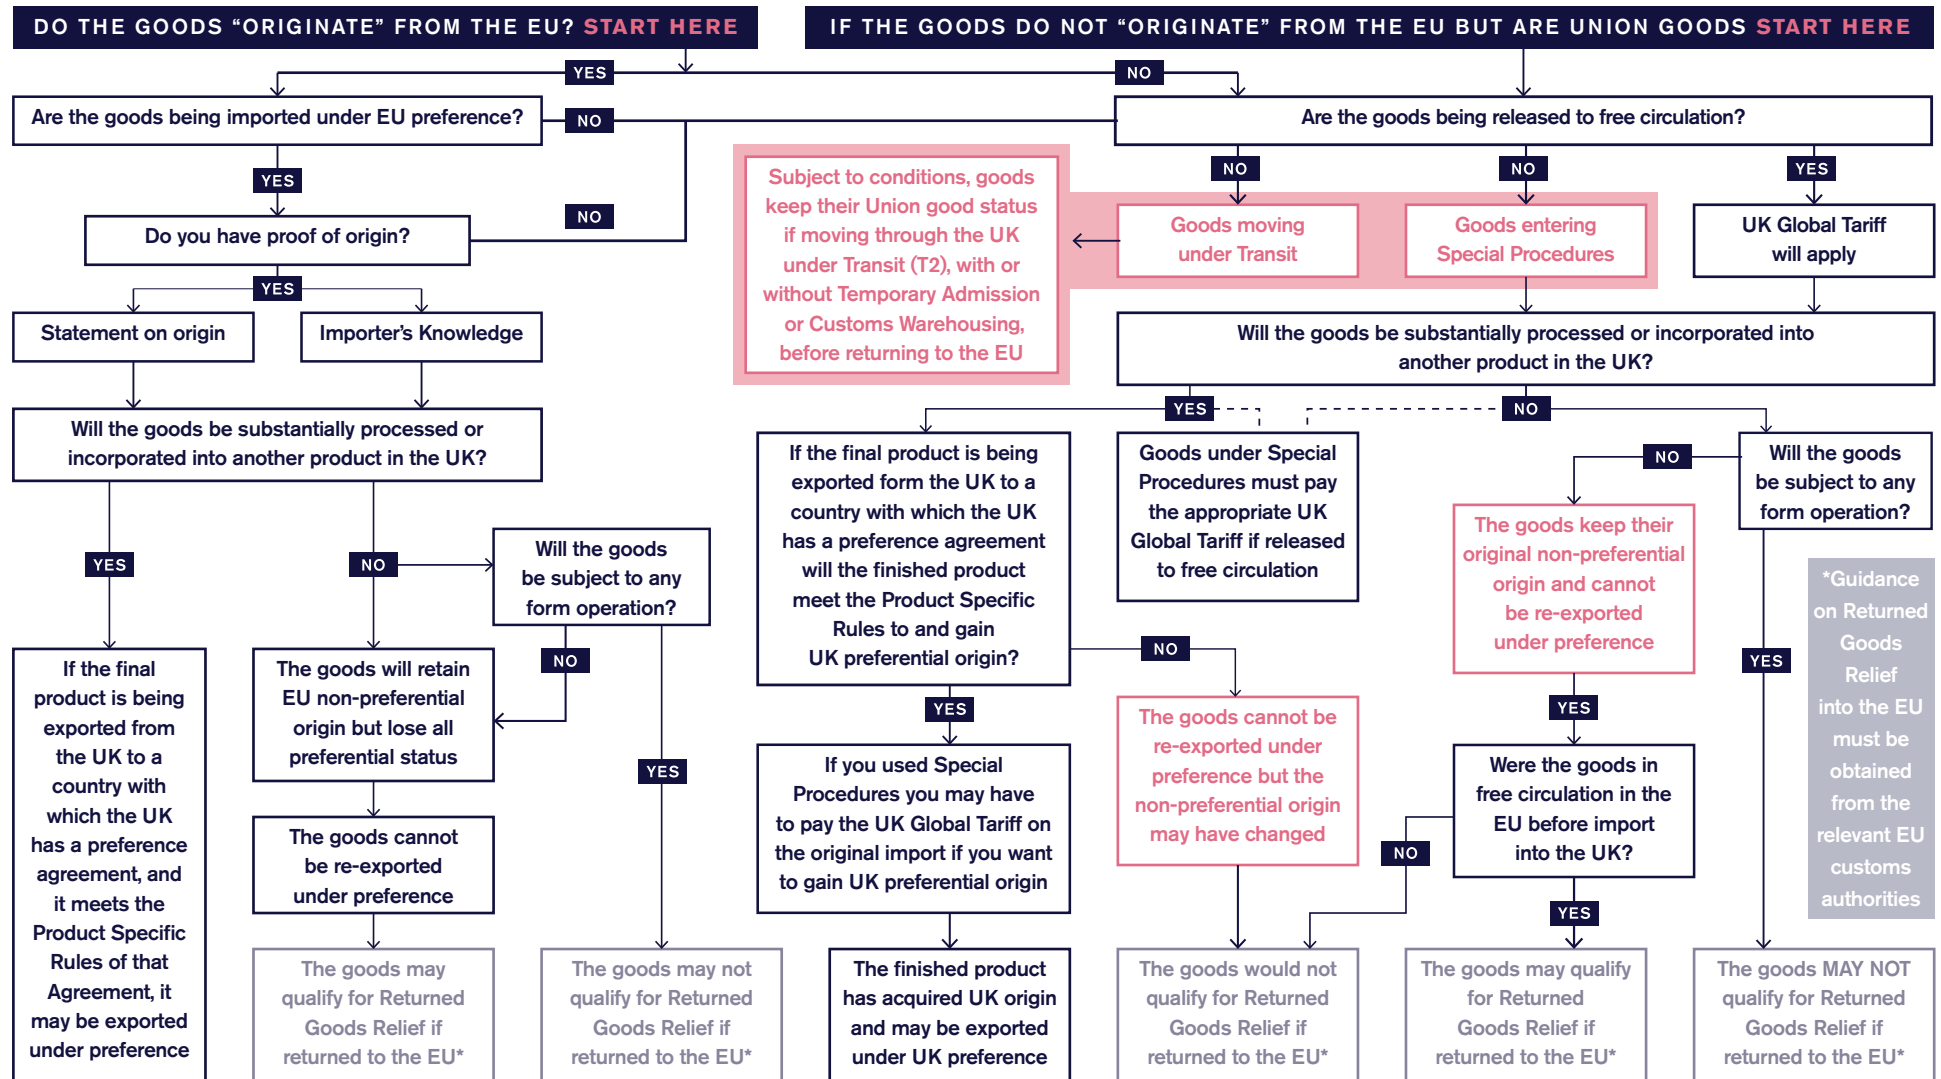 DO THE GOODS “ORIGINATE” FROM THE EU? START HERE
IF THE GOODS DO NOT “ORIGINATE” FROM THE EU BUT ARE UNION GOODS START HERE
YES
NO
Are the goods being imported under EU preference?
NO
Are the goods being released to free circulation?
YES
NO
NO
YES
Do you have proof of origin?
NO
Subject to conditions, goods
keep their Union good status
if moving through the UK
under Transit (T2), with or
without Temporary Admission
or Customs Warehousing,
before returning to the EU
Goods moving
under Transit
Goods entering
Special Procedures
UK Global Tariff
will apply
YES
Statement on origin
Importer’s Knowledge
Will the goods be substantially processed or incorporated into
another product in the UK?
Will the goods be substantially processed or
incorporated into another product in the UK?
YES
NO
If the final product is being
exported form the UK to a
country with which the UK
has a preference agreement
will the finished product
meet the Product Specific
Rules to and gain
UK preferential origin?
Goods under Special
Procedures must pay
the appropriate UK
Global Tariff if released
to free circulation
NO
Will the goods
be subject to any
form operation?
The goods keep their
original non-preferential
origin and cannot
be re-exported
under preference
YES
NO
Will the goods
be subject to any
form operation?
*Guidance
on Returned
Goods
Relief
into the EU
must be
obtained
from the
relevant EU
customs
authorities
NO
YES
NO
YES
If the final
product is being
exported from
the UK to a
country with
which the UK
has a preference
agreement, and
it meets the
Product Specific
Rules of that
Agreement, it
may be exported
under preference
The goods will retain
EU non-preferential
origin but lose all
preferential status
YES
YES
The goods cannot be
re-exported under
preference but the
non-preferential origin
may have changed
YES
If you used Special
Procedures you may have
to pay the UK Global Tariff on
the original import if you want
to gain UK preferential origin
Were the goods in
free circulation in the
EU before import
into the UK?
The goods cannot
be re-exported
under preference
NO
YES
The goods may
qualify for Returned
Goods Relief if
returned to the EU*
The goods may not
qualify for Returned
Goods Relief if
returned to the EU*
The finished product
has acquired UK origin
and may be exported
under UK preference
The goods would not
qualify for Returned
Goods Relief if
returned to the EU*
The goods may qualify
for Returned
Goods Relief if
returned to the EU*
The goods MAY NOT
qualify for Returned
Goods Relief if
returned to the EU*